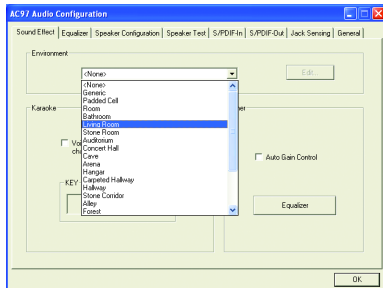 AC97 Audio Configuration
Sound Effect Equalizer Speaker Configuration Speaker Test S/PDIF-In S/PDIF-Out Jack Sensing General
Environment
<None>
Edit...
<None>
Generic
Padded Cell
Room
Bathroom
Living Room
Stone Room
Auditorium
Concert Hall
Cave
Arena
Hangar
Carpeted Hallway
Hallway
Stone Corridor
Alley
Forest
Karaoke
KEY
Auto Gain Control
Equalizer
OK